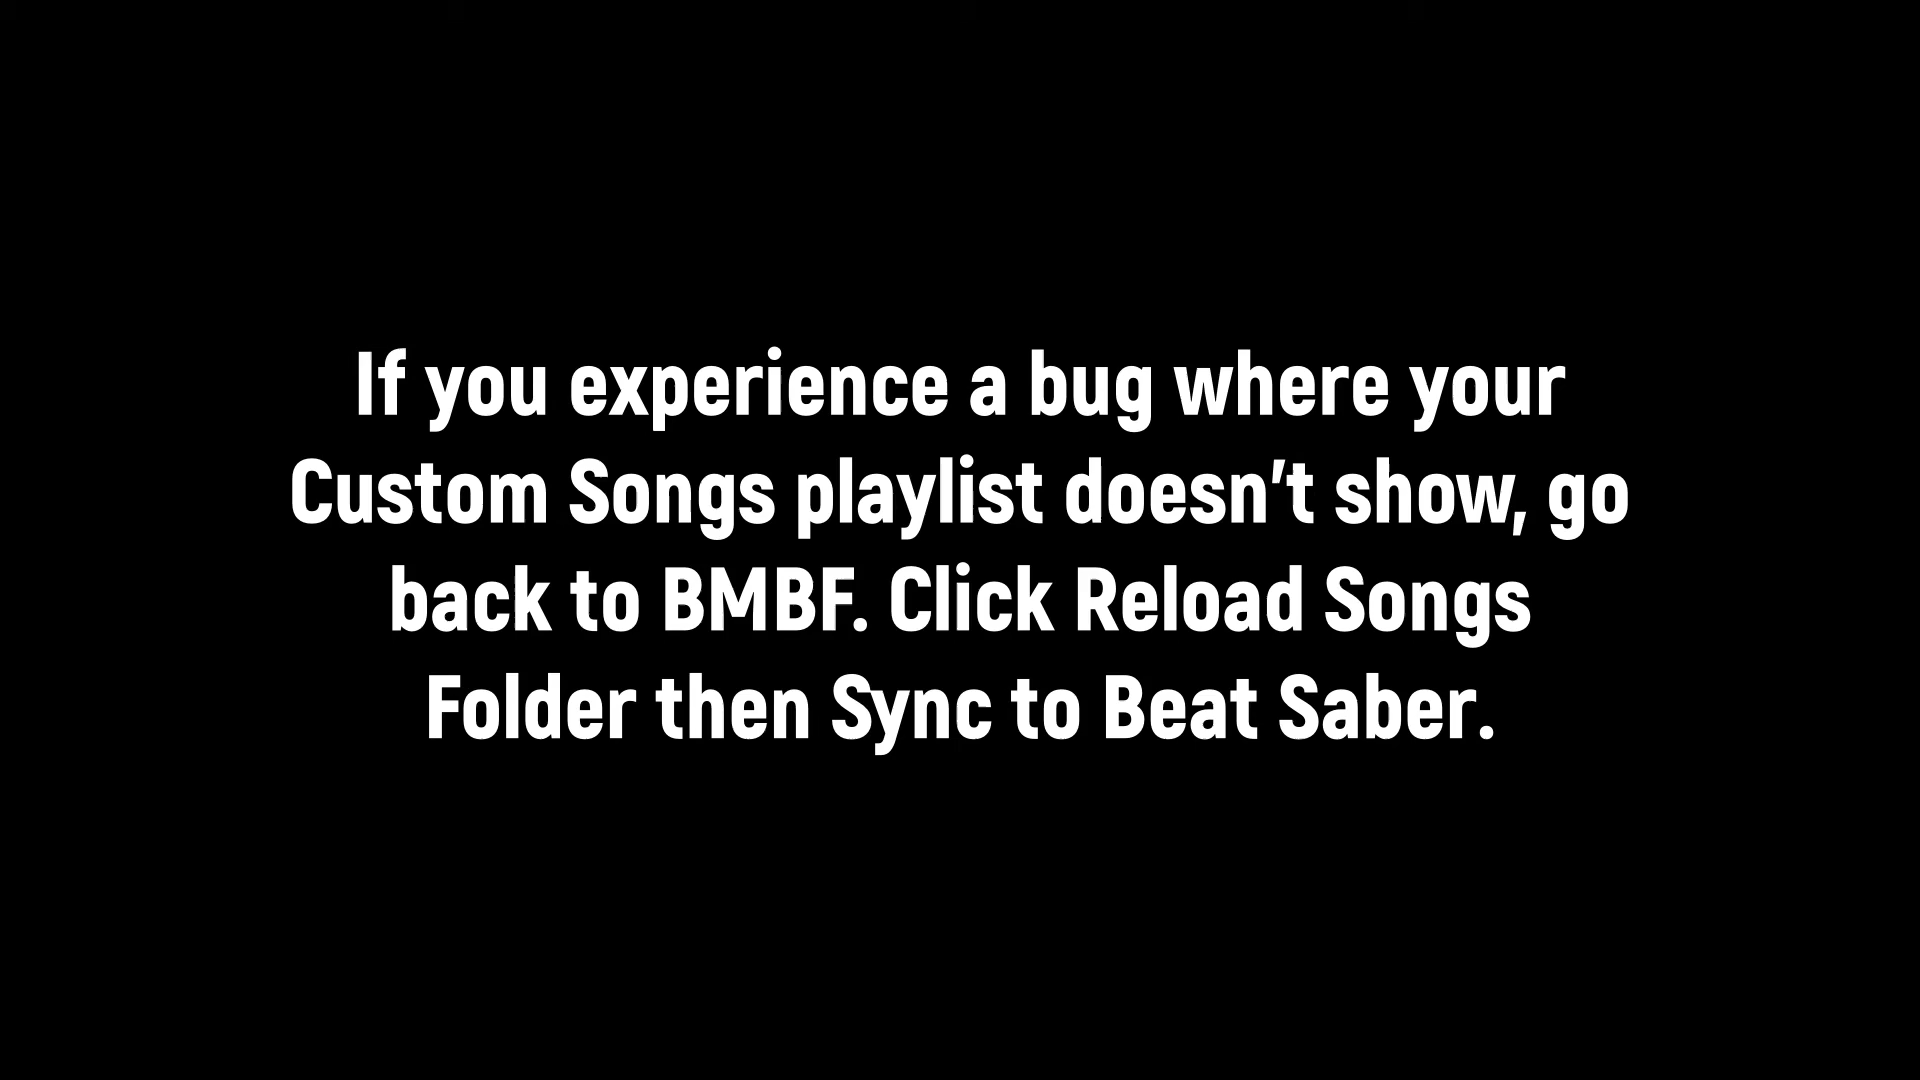 If you experience a bug where your
Custom Songs playlist doesn’t show, go
back to BMBF. Click Reload Songs
Folder then Sync to Beat Saber.